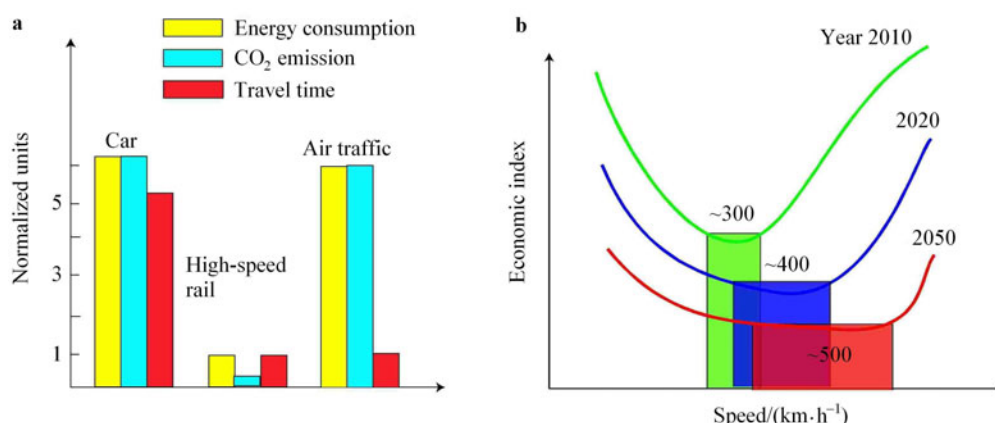 a
Energy consumption
CO₂ emission
Travel time
Car
Air traffic
High-speed
rail
Normalized units
5
3
1
b
Year 2010
2020
2050
~300
~400
~500
Economic index
Speed/(km·h⁻¹)